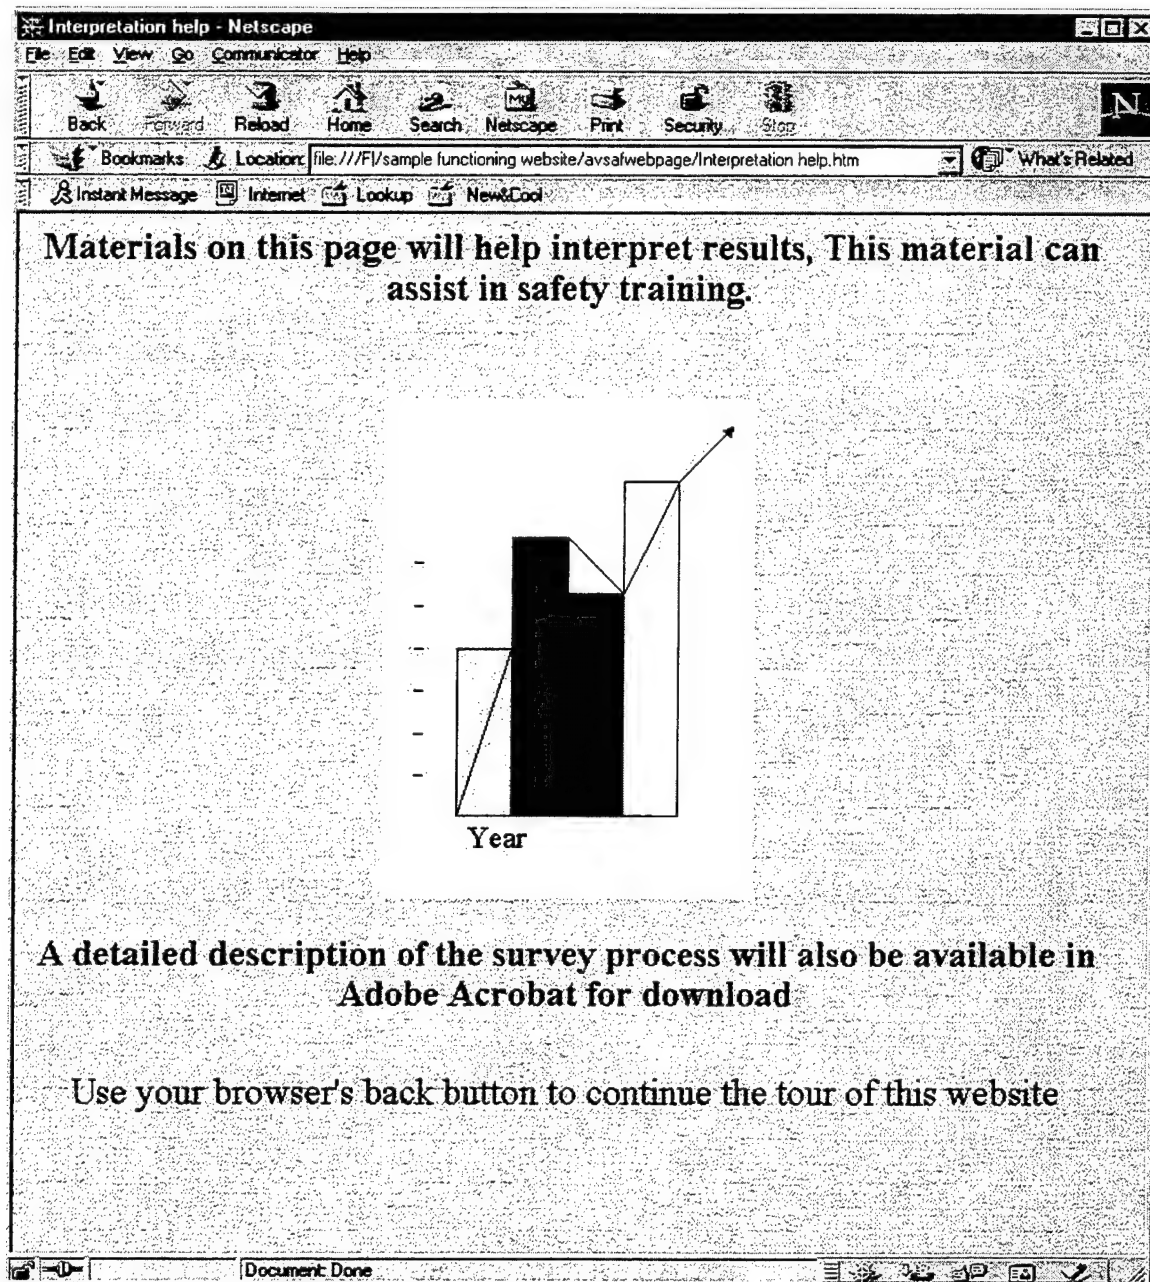 Interpretation help - Netscape
File Edit View Go Communicator Help
Back Forward Reload Home Search Netscape Print Security Stop
My
N
Bookmarks Location: file:///F|/sample functioning website/avsafwebpage/Interpretation help.htm What's Related
Instant Message Internet Lookup New&Cool
Materials on this page will help interpret results, This material can
assist in safety training.
Year
A detailed description of the survey process will also be available in
Adobe Acrobat for download
Use your browser's back button to continue the tour of this website
Document: Done